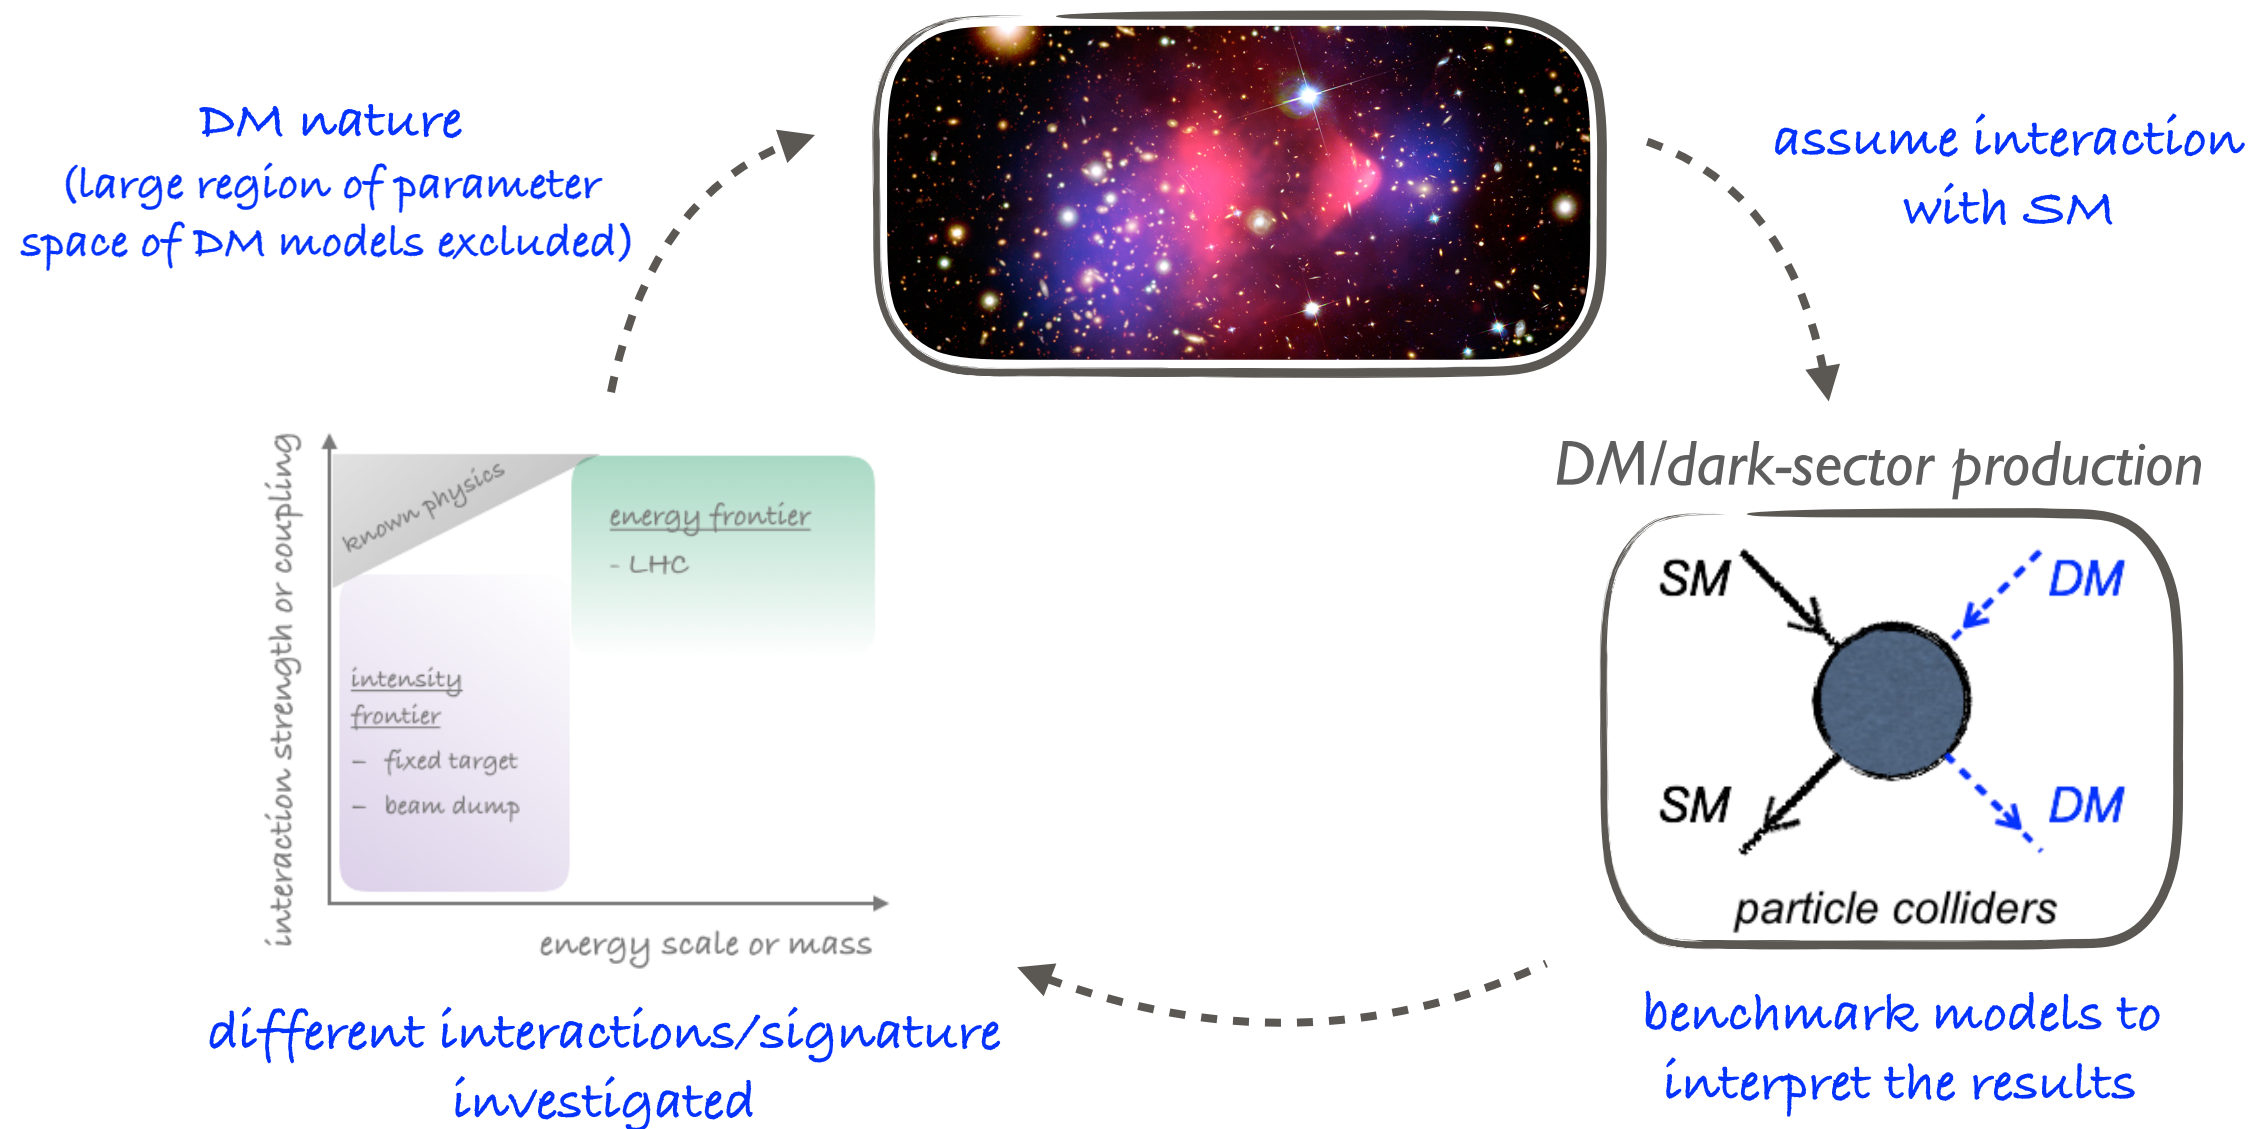 DM nature
(large region of parameter
space of DM models excluded)
assume interaction
with SM
DM/dark-sector production
SM
DM
SM
DM
particle colliders
benchmark models to
interpret the results
interaction strength or coupling
known physics
energy frontier
- LHC
intensity
frontier
- fixed target
- beam dump
energy scale or mass
different interactions/signature
investigated